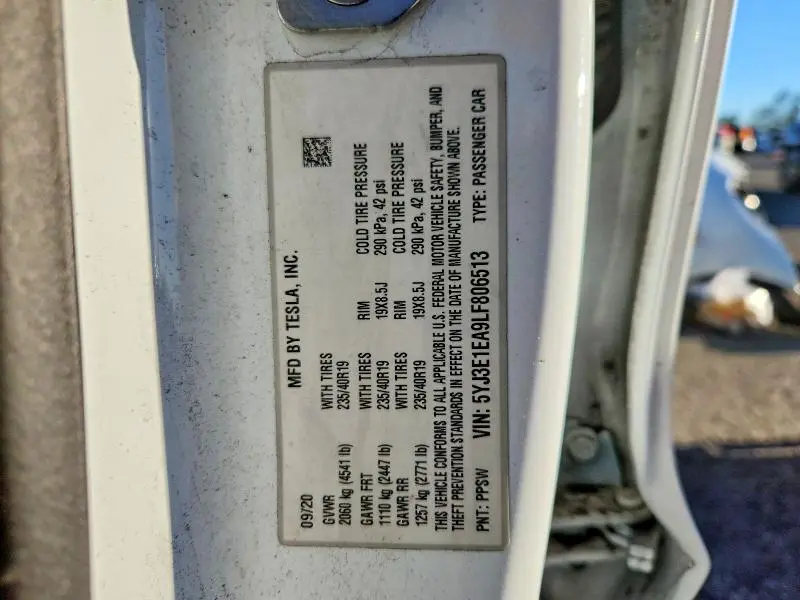 MFD BY TESLA, INC.
09/20
GVWR WITH TIRES
2060 kg (4541 lb) 235/40R19
GAWR FRT WITH TIRES RIM COLD TIRE PRESSURE
1110 kg (2447 lb) 235/40R19 19X8.5J 290 kPa, 42 psi
GAWR RR WITH TIRES RIM COLD TIRE PRESSURE
1257 kg (2771 lb) 235/40R19 19X8.5J 290 kPa, 42 psi
THIS VEHICLE CONFORMS TO ALL APPLICABLE U.S. FEDERAL MOTOR VEHICLE SAFETY, BUMPER, AND
THEFT PREVENTION STANDARDS IN EFFECT ON THE DATE OF MANUFACTURE SHOWN ABOVE.
PNT: PPSW VIN: 5YJ3E1EA9LF806513 TYPE: PASSENGER CAR